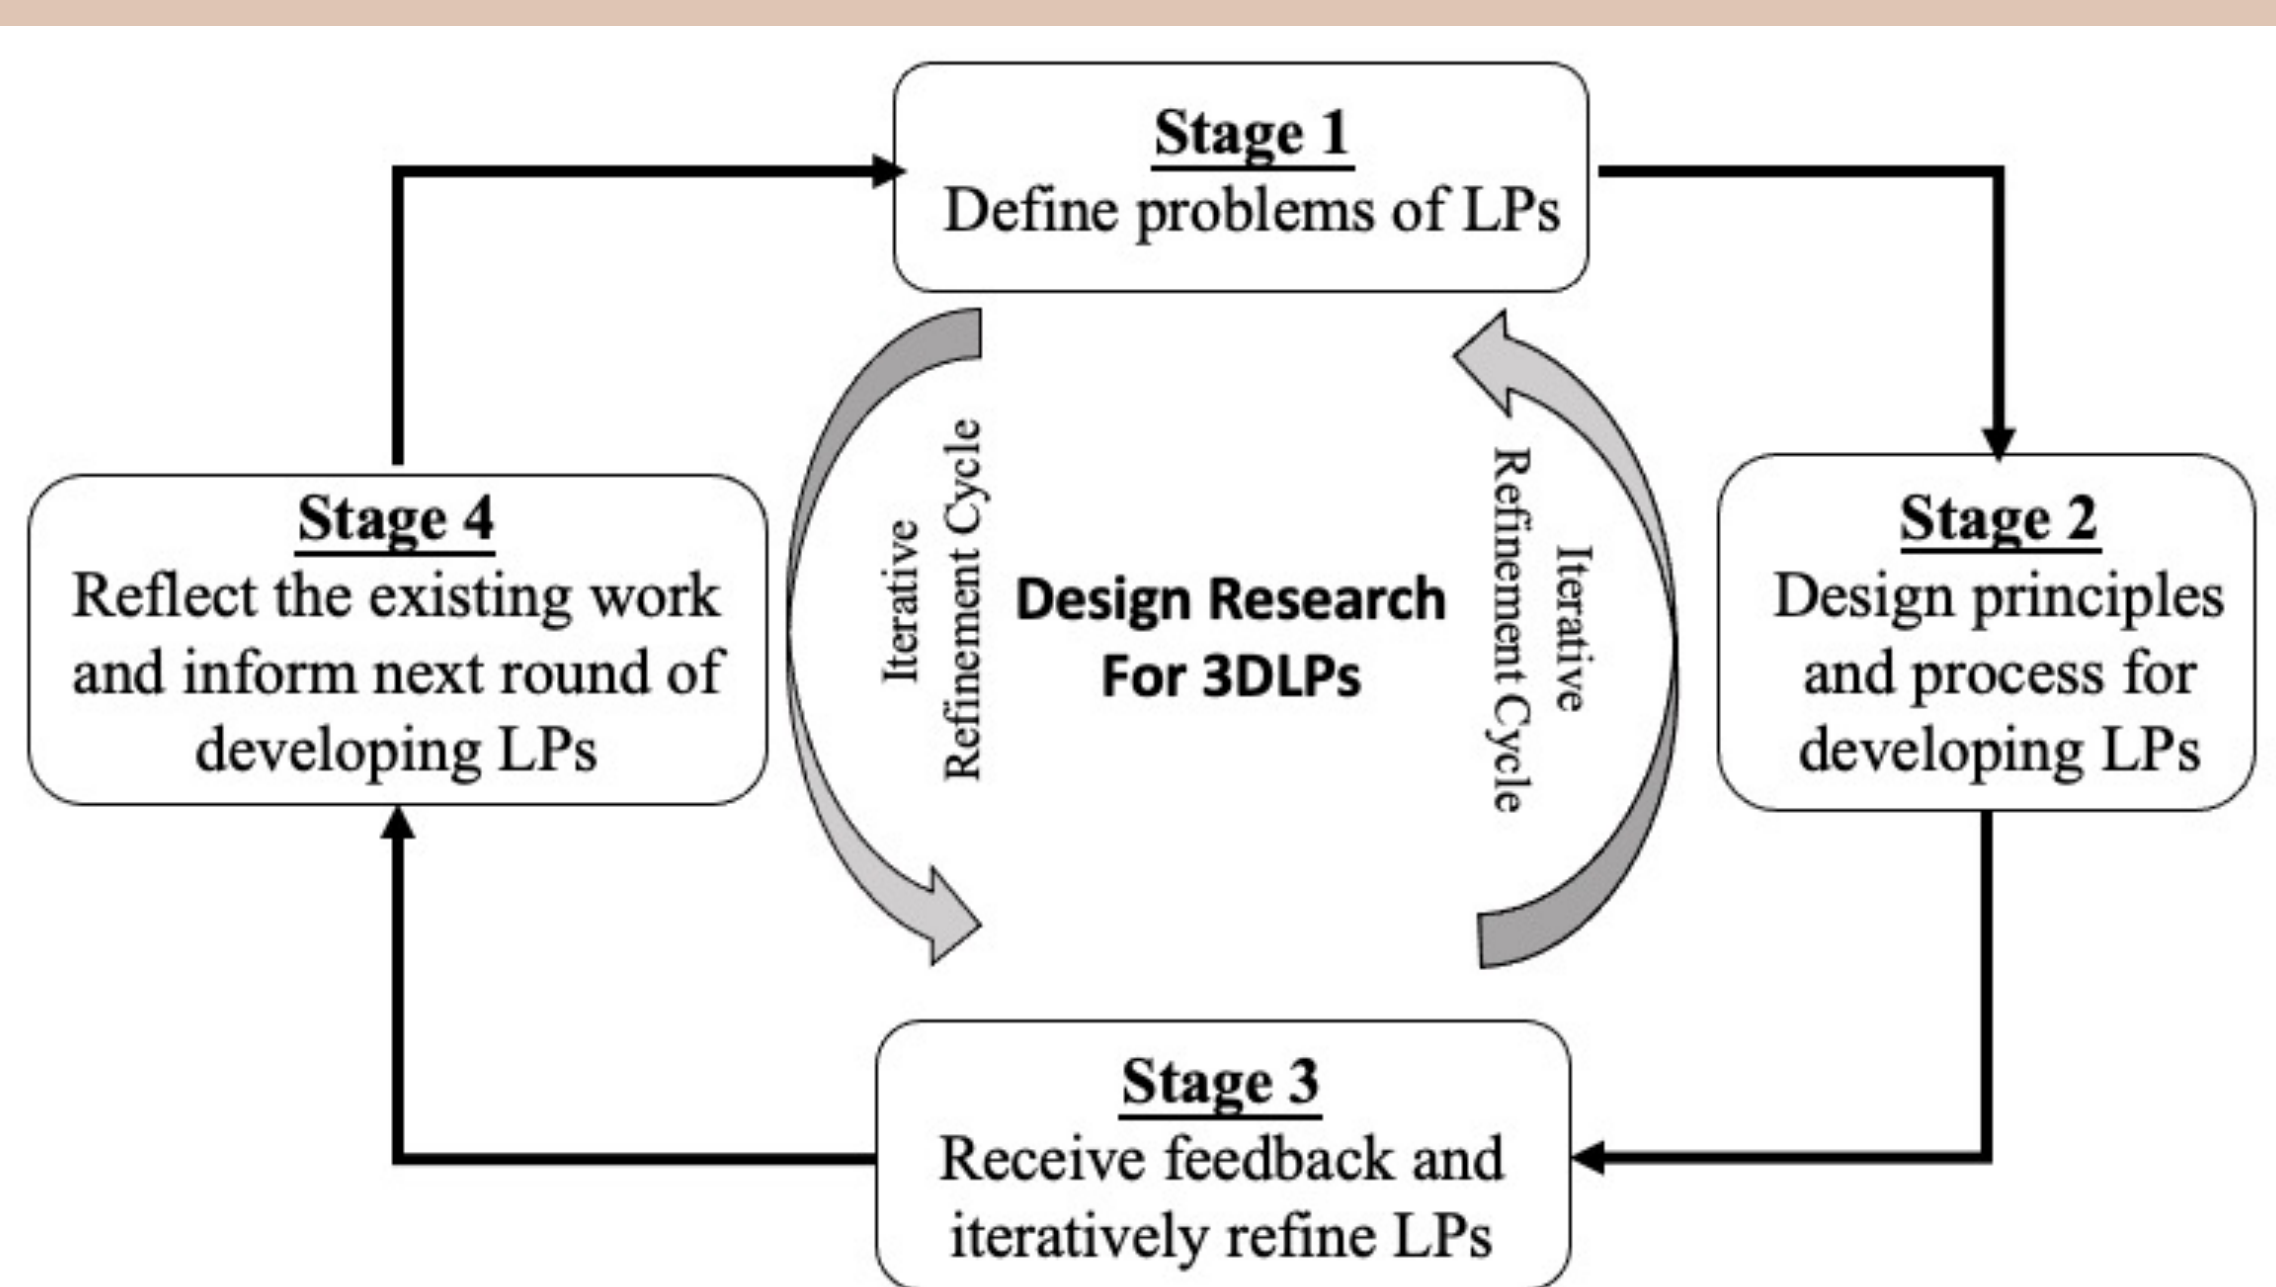 Stage 1
Define problems of LPs
Stage 4
Reflect the existing work
and inform next round of
developing LPs
Iterative
Refinement Cycle
Design Research
For 3DLPs
Iterative
Refinement Cycle
Stage 2
Design principles
and process for
developing LPs
Stage 3
Receive feedback and
iteratively refine LPs